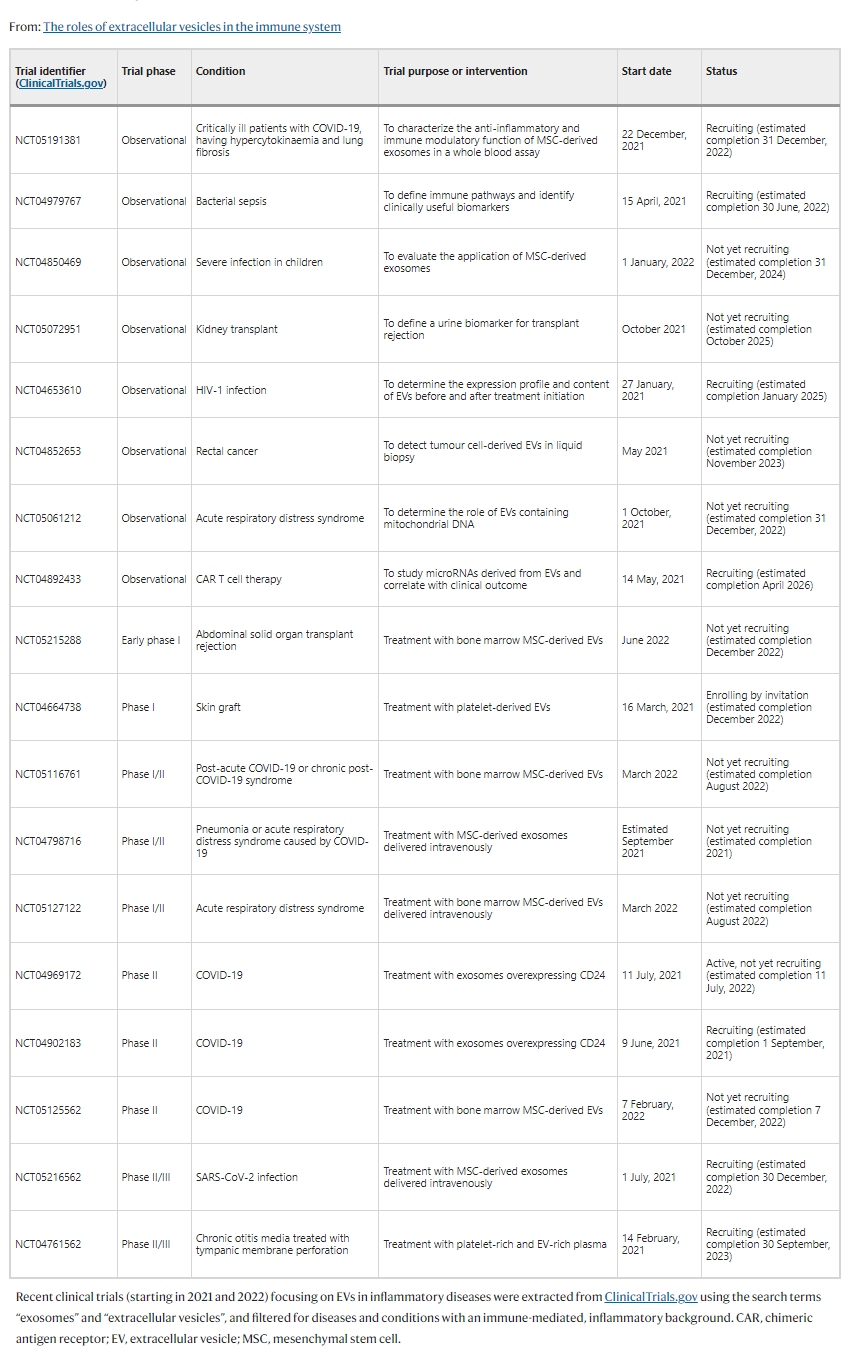 From: The roles of extracellular vesicles in the immune system
Trial identifier
(ClinicalTrials.gov)
Trial phase
Condition
Trial purpose or intervention
Start date
Status
NCT05191381
Observational
Critically ill patients with COVID-19,
having hypercytokinaemia and lung
fibrosis
To characterize the anti-inflammatory and
immune modulatory function of MSC-derived
exosomes in a whole blood assay
22 December,
2021
Recruiting (estimated
completion 31 December,
2022)
NCT04979767
Observational
Bacterial sepsis
To define immune pathways and identify
clinically useful biomarkers
15 April, 2021
Recruiting (estimated
completion 30 June, 2022)
NCT04850469
Observational
Severe infection in children
To evaluate the application of MSC-derived
exosomes
1 January, 2022
Not yet recruiting
(estimated completion 31
December, 2024)
NCT05072951
Observational
Kidney transplant
To define a urine biomarker for transplant
rejection
October 2021
Not yet recruiting
(estimated completion
October 2025)
NCT04653610
Observational
HIV-1 infection
To determine the expression profile and content
of EVs before and after treatment initiation
27 January,
2021
Recruiting (estimated
completion January 2025)
NCT04852653
Observational
Rectal cancer
To detect tumour cell-derived EVs in liquid
biopsy
May 2021
Not yet recruiting
(estimated completion
November 2023)
NCT05061212
Observational
Acute respiratory distress syndrome
To determine the role of EVs containing
mitochondrial DNA
1 October,
2021
Not yet recruiting
(estimated completion 31
December, 2022)
NCT04892433
Observational
CAR T cell therapy
To study microRNAs derived from EVs and
correlate with clinical outcome
14 May, 2021
Recruiting (estimated
completion April 2026)
NCT05215288
Early phase I
Abdominal solid organ transplant
rejection
Treatment with bone marrow MSC-derived EVs
June 2022
Not yet recruiting
(estimated completion
December 2022)
NCT04664738
Phase I
Skin graft
Treatment with platelet-derived EVs
16 March, 2021
Enrolling by invitation
(estimated completion
December 2022)
NCT05116761
Phase I/II
Post-acute COVID-19 or chronic post-
COVID-19 syndrome
Treatment with bone marrow MSC-derived EVs
March 2022
Not yet recruiting
(estimated completion
August 2022)
NCT04798716
Phase I/II
Pneumonia or acute respiratory
distress syndrome caused by COVID-
19
Treatment with MSC-derived exosomes
delivered intravenously
Estimated
September
2021
Not yet recruiting
(estimated completion
2021)
NCT05127122
Phase I/II
Acute respiratory distress syndrome
Treatment with bone marrow MSC-derived EVs
delivered intravenously
March 2022
Not yet recruiting
(estimated completion
August 2022)
NCT04969172
Phase II
COVID-19
Treatment with exosomes overexpressing CD24
11 July, 2021
Active, not yet recruiting
(estimated completion 11
July, 2022)
NCT04902183
Phase II
COVID-19
Treatment with exosomes overexpressing CD24
9 June, 2021
Recruiting (estimated
completion 1 September,
2021)
NCT05125562
Phase II
COVID-19
Treatment with bone marrow MSC-derived EVs
7 February,
2022
Not yet recruiting
(estimated completion 7
December, 2022)
NCT05216562
Phase II/III
SARS-CoV-2 infection
Treatment with MSC-derived exosomes
delivered intravenously
1 July, 2021
Recruiting (estimated
completion 30 December,
2022)
NCT04761562
Phase II/III
Chronic otitis media treated with
tympanic membrane perforation
Treatment with platelet-rich and EV-rich plasma
14 February,
2021
Recruiting (estimated
completion 30 September,
2023)
Recent clinical trials (starting in 2021 and 2022) focusing on EVs in inflammatory diseases were extracted from ClinicalTrials.gov using the search terms
“exosomes” and “extracellular vesicles”, and filtered for diseases and conditions with an immune-mediated, inflammatory background. CAR, chimeric
antigen receptor; EV, extracellular vesicle; MSC, mesenchymal stem cell.